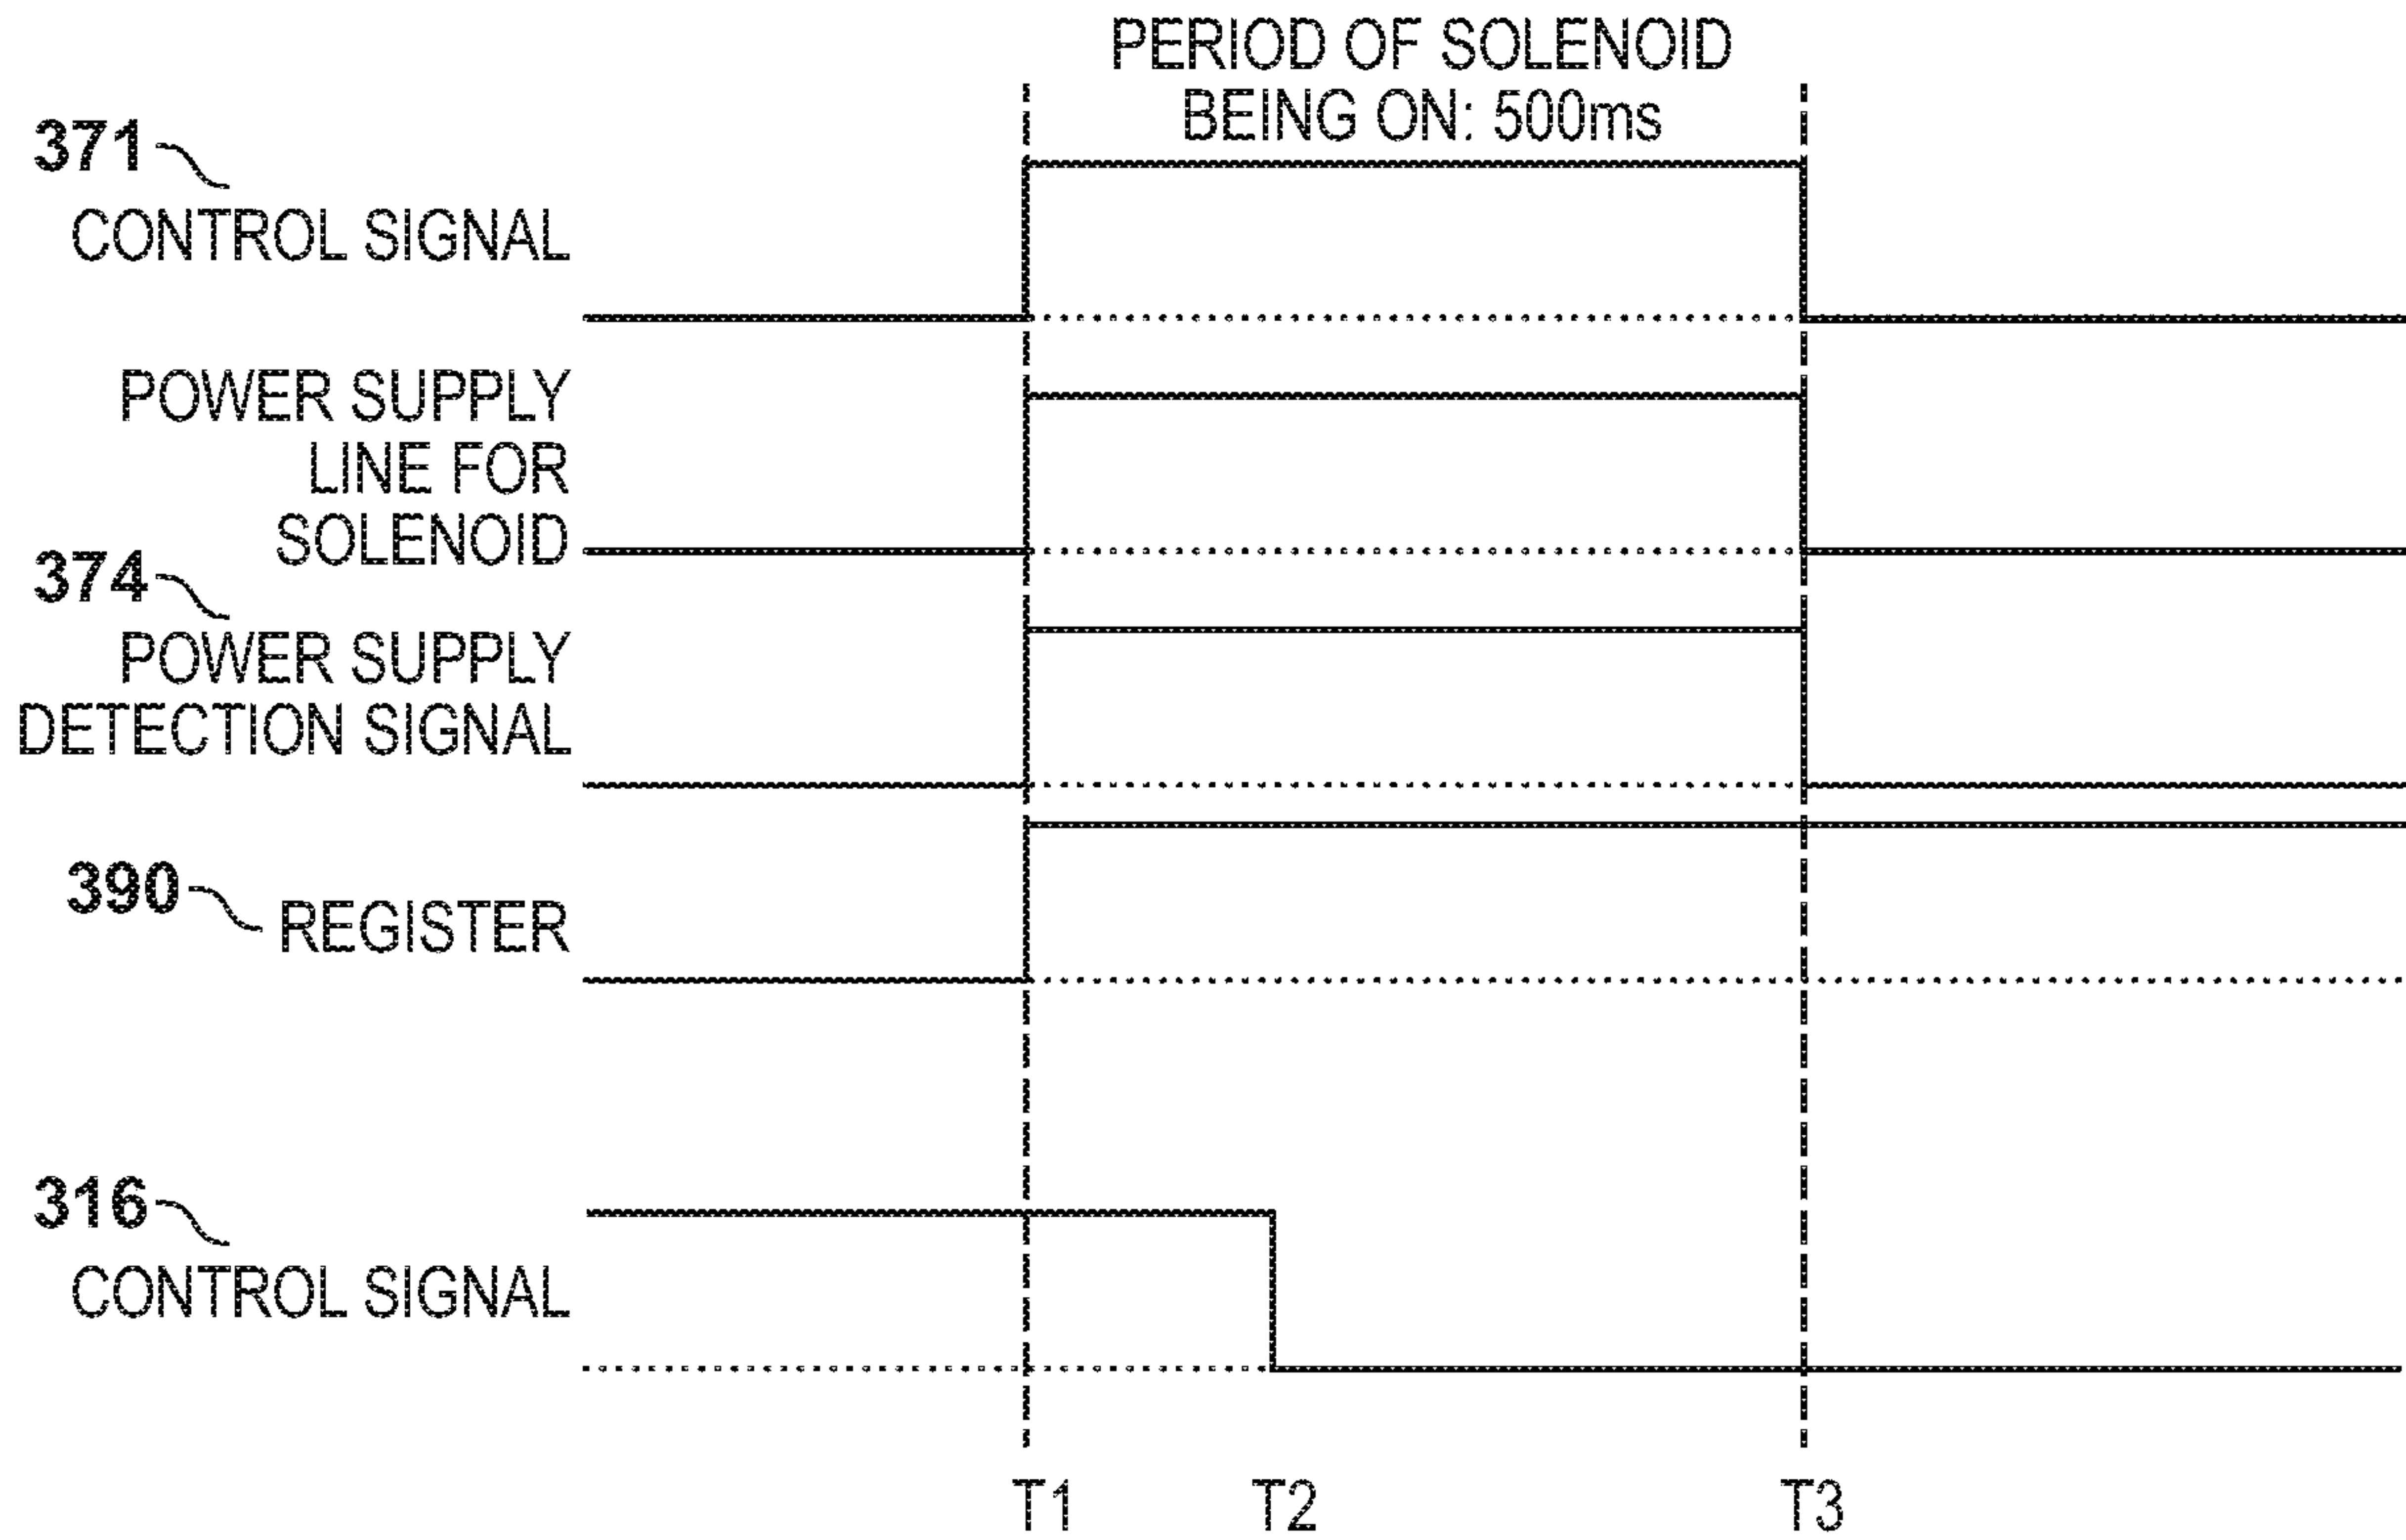 PERIOD OF SOLENOID
BEING ON: 500ms
371
CONTROL SIGNAL
POWER SUPPLY
LINE FOR
SOLENOID
374
POWER SUPPLY
DETECTION SIGNAL
390
REGISTER
316
CONTROL SIGNAL
T1 T2 T3